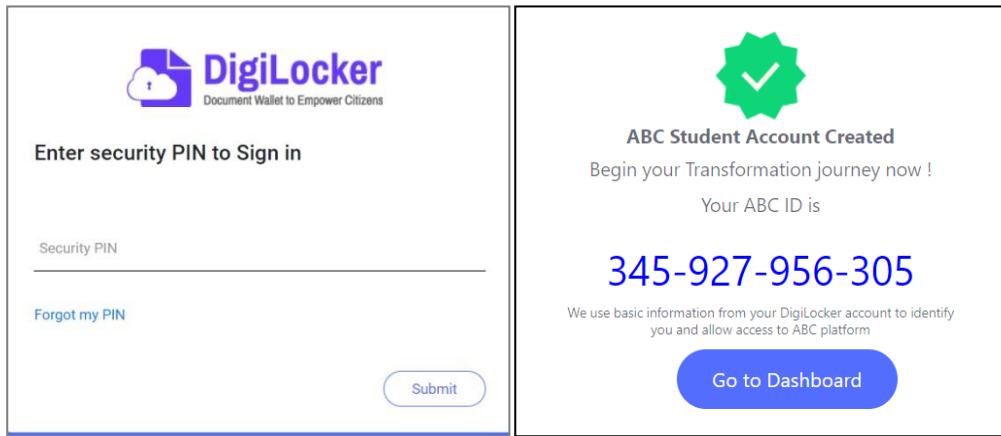 DigiLocker
Document Wallet to Empower Citizens
Enter security PIN to Sign in
Security PIN
Forgot my PIN
Submit
ABC Student Account Created
Begin your Transformation journey now !
Your ABC ID is
345-927-956-305
We use basic information from your DigiLocker account to identify
you and allow access to ABC platform
Go to Dashboard